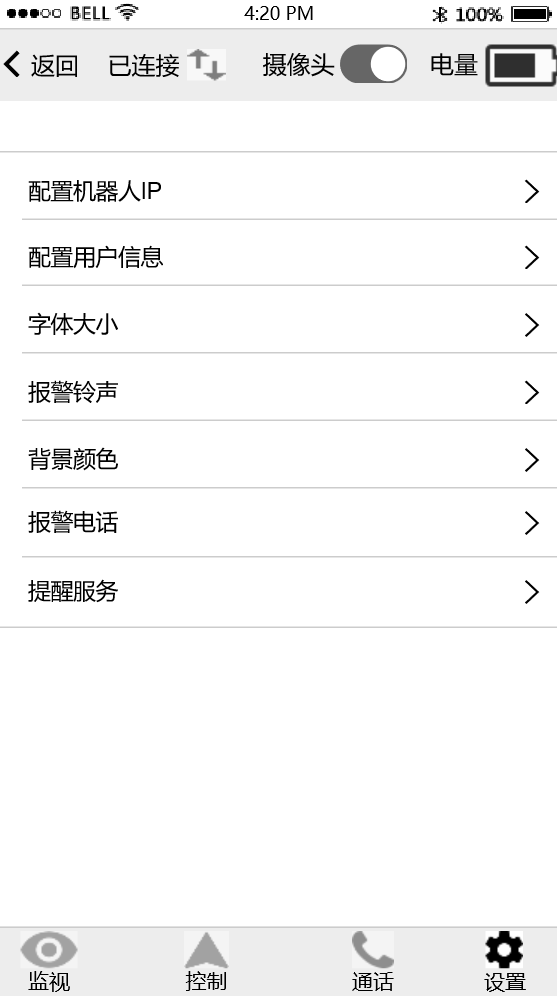 BELL 4:20 PM 100%
返回 已连接 摄像头 电量
配置机器人IP
配置用户信息
字体大小
报警铃声
背景颜色
报警电话
提醒服务
监视 控制 通话 设置